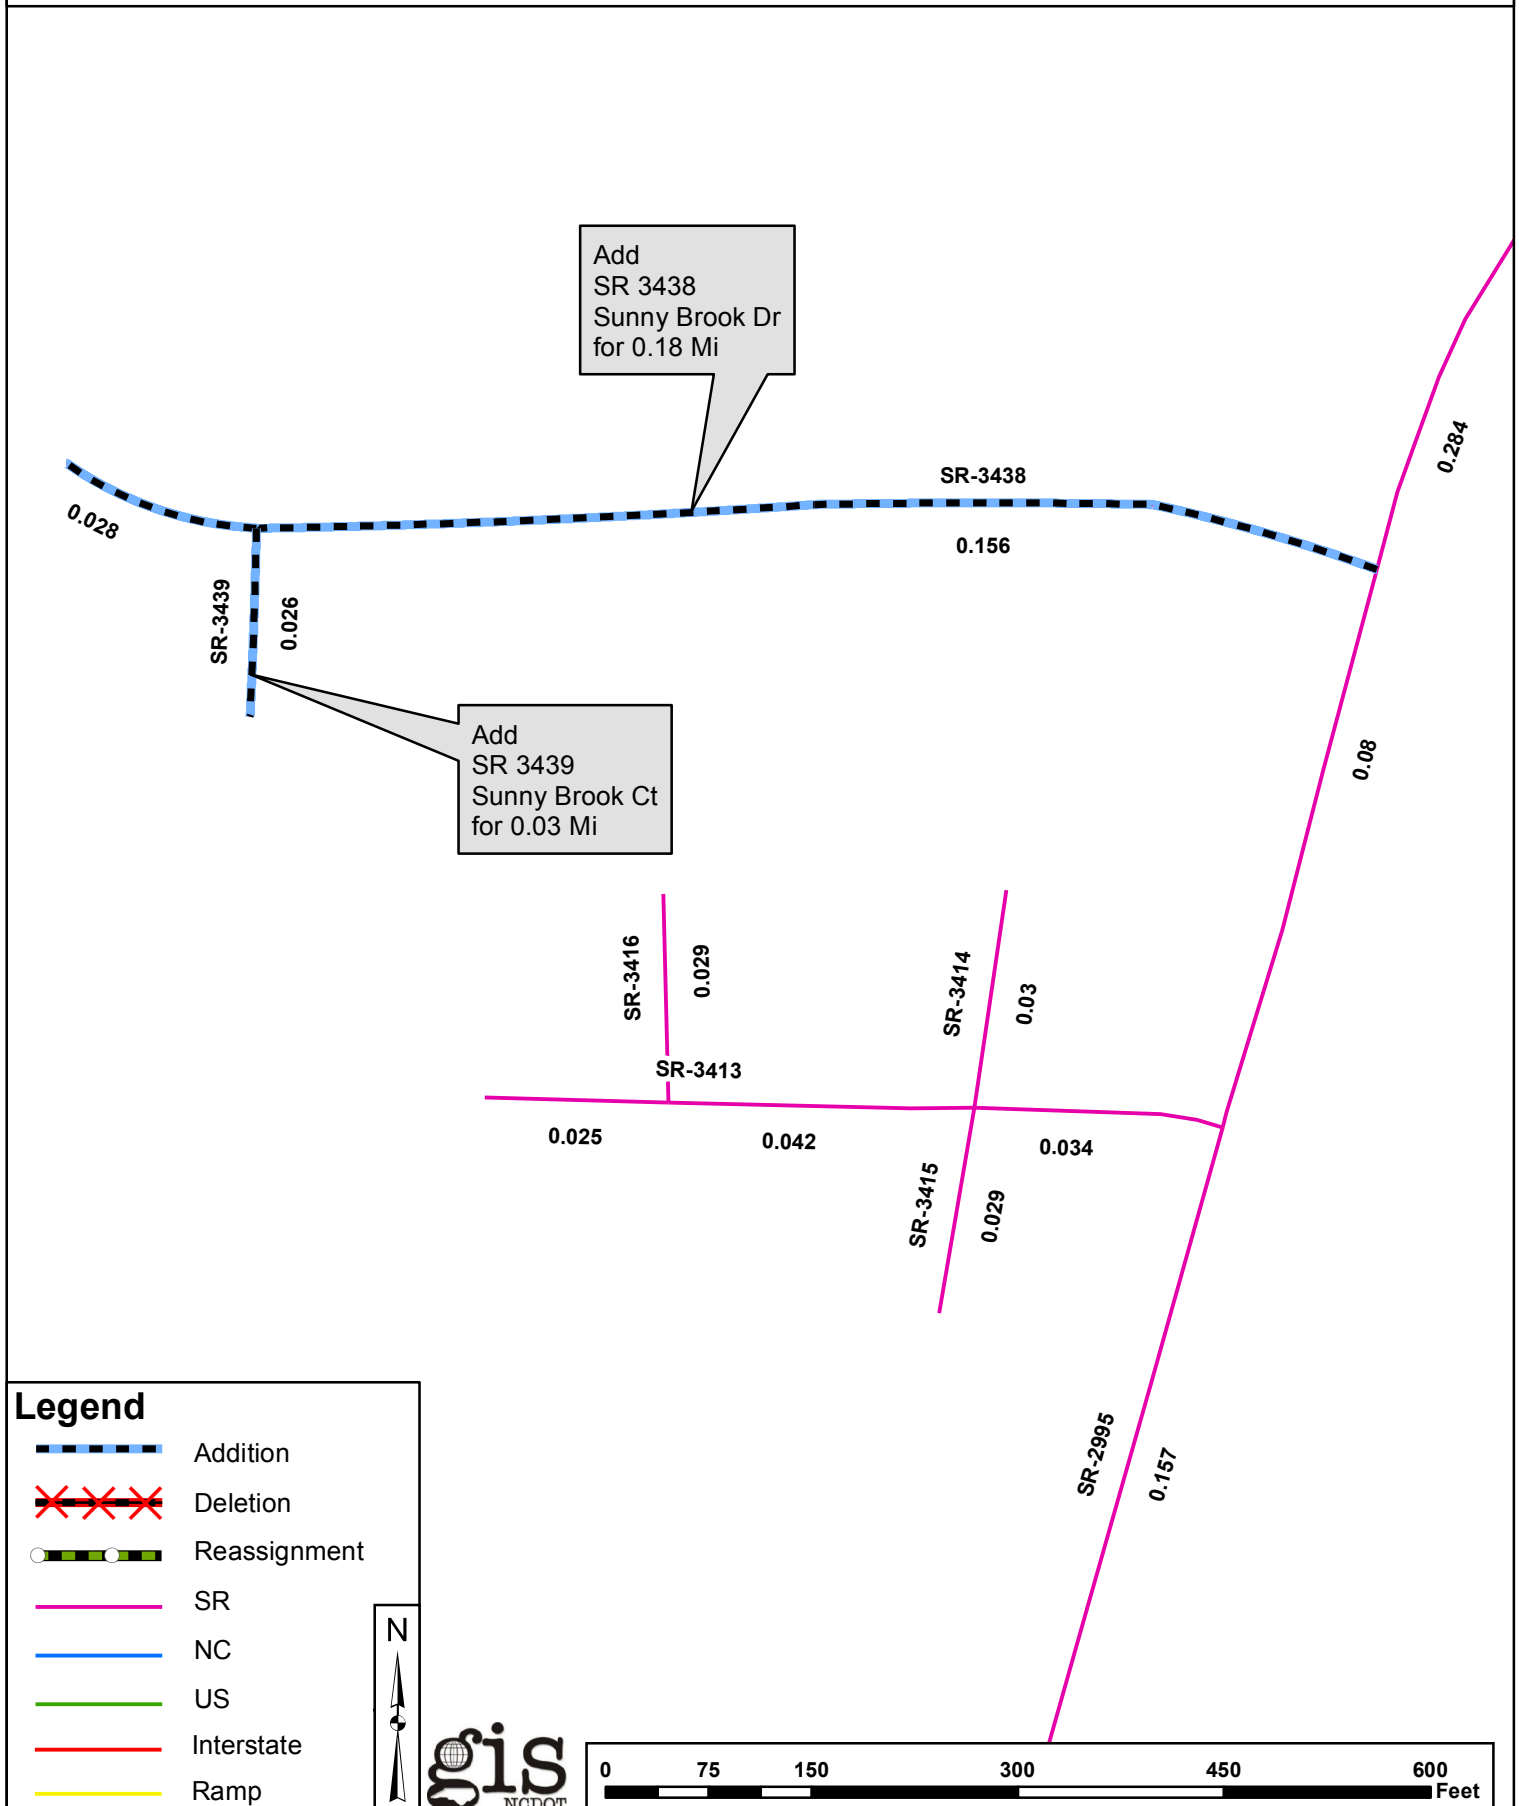 Add
SR 3438
Sunny Brook Dr
for 0.18 Mi
0.284
SR-3438
0.028
0.156
SR-3439
0.026
Add
SR 3439
Sunny Brook Ct
for 0.03 Mi
0.08
SR-3416
0.029
SR-3414
0.03
SR-3413
0.025
0.042
0.034
SR-3415
0.029
SR-2995
0.157
Legend
Addition
Deletion
Reassignment
SR
NC
US
Interstate
Ramp
N
gis
NCDOT
0 75 150 300 450 600
Feet